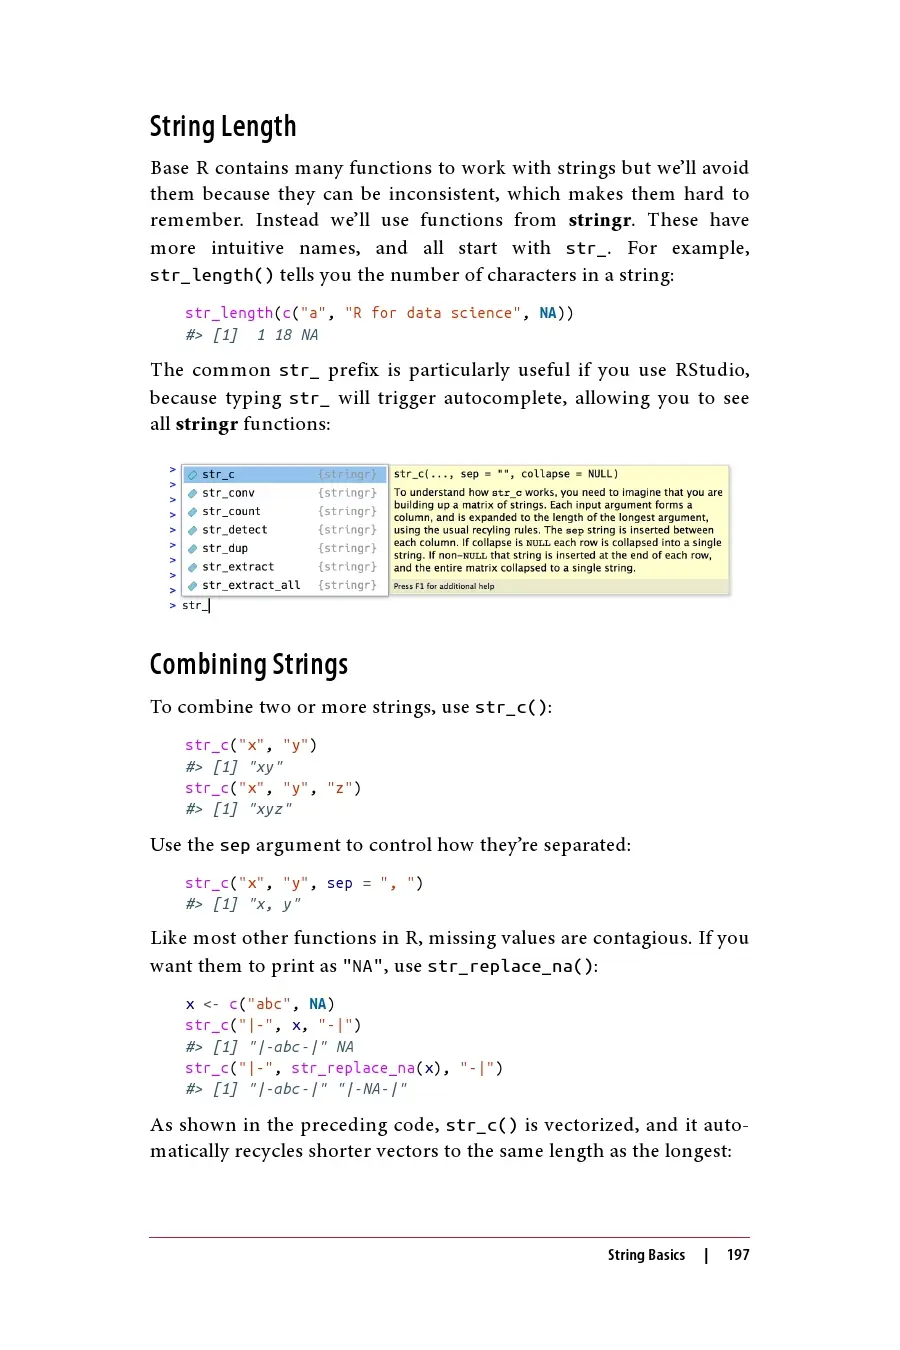 String Length
Base R contains many functions to work with strings but we’ll avoid
them because they can be inconsistent, which makes them hard to
remember. Instead we’ll use functions from stringr. These have
more intuitive names, and all start with str_. For example,
str_length() tells you the number of characters in a string:
str_length(c("a", "R for data science", NA))
#> [1]  1 18 NA
The common str_ prefix is particularly useful if you use RStudio,
because typing str_ will trigger autocomplete, allowing you to see
all stringr functions:
>
>
>
>
>
>
>
>
>
> str_
str_c {stringr}
str_conv {stringr}
str_count {stringr}
str_detect {stringr}
str_dup {stringr}
str_extract {stringr}
str_extract_all {stringr}
str_c(..., sep = "", collapse = NULL)
To understand how str_c works, you need to imagine that you are
building up a matrix of strings. Each input argument forms a
column, and is expanded to the length of the longest argument,
using the usual recyling rules. The sep string is inserted between
each column. If collapse is NULL each row is collapsed into a single
string. If non-NULL that string is inserted at the end of each row,
and the entire matrix collapsed to a single string.
Press F1 for additional help
Combining Strings
To combine two or more strings, use str_c():
str_c("x", "y")
#> [1] "xy"
str_c("x", "y", "z")
#> [1] "xyz"
Use the sep argument to control how they’re separated:
str_c("x", "y", sep = ", ")
#> [1] "x, y"
Like most other functions in R, missing values are contagious. If you
want them to print as "NA", use str_replace_na():
x <- c("abc", NA)
str_c("|-", x, "-|")
#> [1] "|-abc-|" NA
str_c("|-", str_replace_na(x), "-|")
#> [1] "|-abc-|" "|-NA-|"
As shown in the preceding code, str_c() is vectorized, and it auto-
matically recycles shorter vectors to the same length as the longest:
String Basics | 197